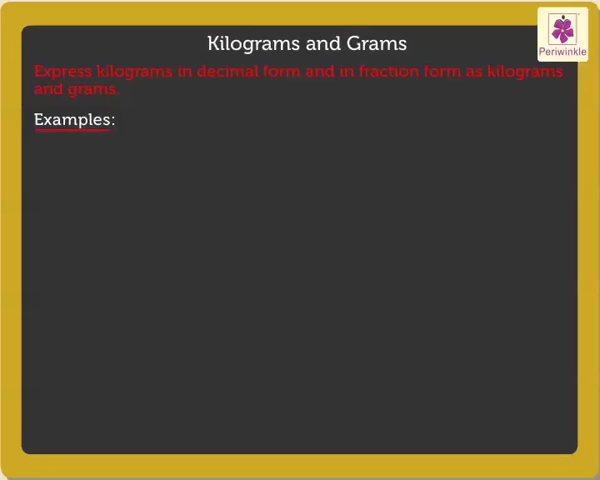 Kilograms and Grams
Periwinkle
Express kilograms in decimal form and in fraction form as kilograms
and grams.
Examples: